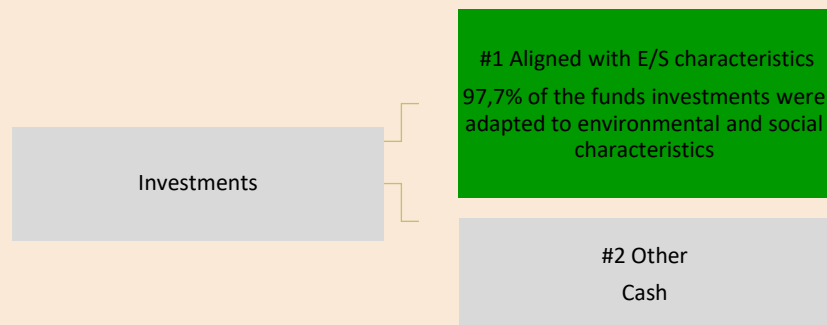 Investments
#1 Aligned with E/S characteristics
97,7% of the funds investments were
adapted to environmental and social
characteristics
#2 Other
Cash